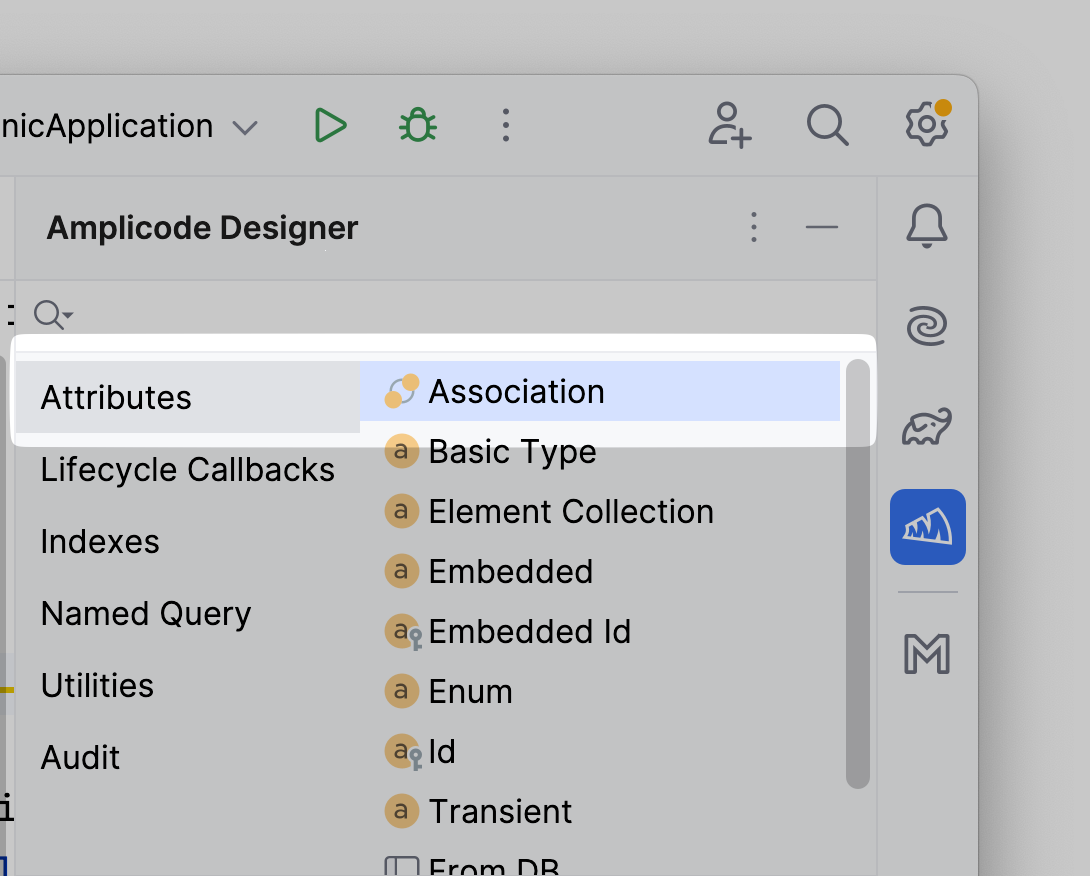 nicApplication
Amplicode Designer
Attributes
Lifecycle Callbacks
Indexes
Named Query
Utilities
Audit
Association
a Basic Type
a Element Collection
a Embedded
a Embedded Id
a Enum
a Id
a Transient
From DB